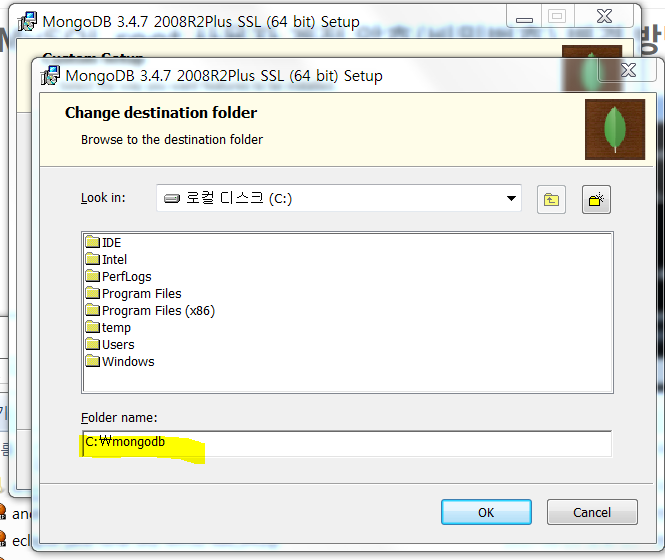 MongoDB 3.4.7 2008R2Plus SSL (64 bit) Setup
MongoDB 3.4.7 2008R2Plus SSL (64 bit) Setup
Change destination folder
Browse to the destination folder
Look in:
로컬 디스크 (C:)
IDE
Intel
PerfLogs
Program Files
Program Files (x86)
temp
Users
Windows
Folder name:
C:₩mongodb
OK
Cancel